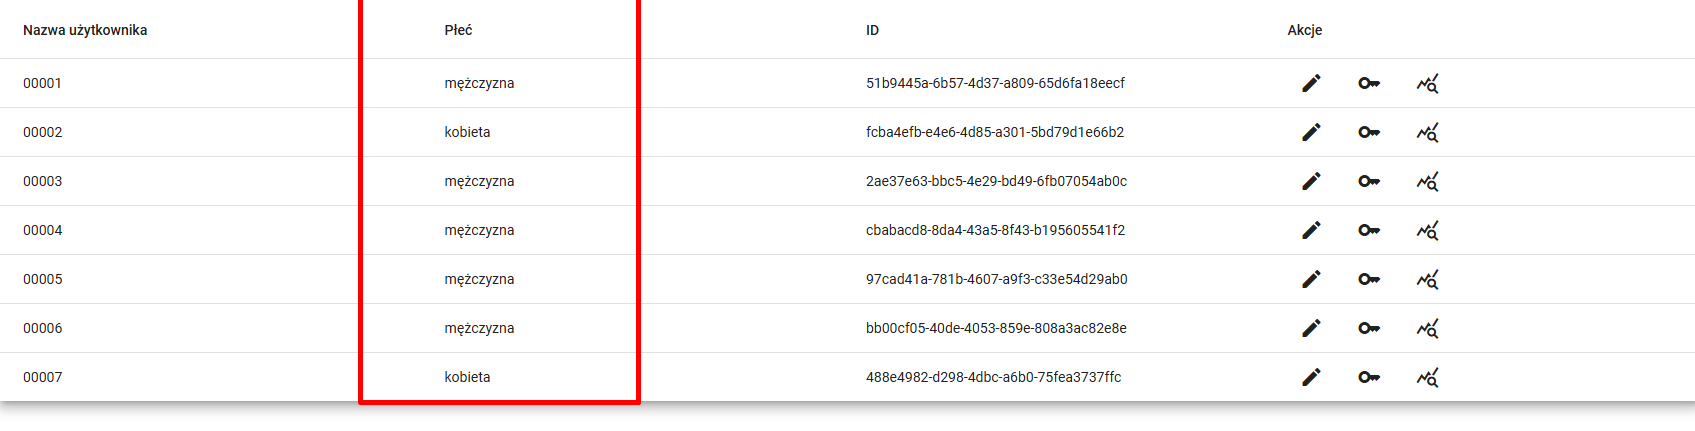 Nazwa użytkownika Płeć ID Akcje
00001 mężczyzna 51b9445a-6b57-4d37-a809-65d6fa18eecf
00002 kobieta fcba4efb-e4e6-4d85-a301-5bd79d1e66b2
00003 mężczyzna 2ae37e63-bbc5-4e29-bd49-6fb07054ab0c
00004 mężczyzna cbabacd8-8da4-43a5-8f43-b195605541f2
00005 mężczyzna 97cad41a-781b-4607-a9f3-c33e54d29ab0
00006 mężczyzna bb00cf05-40de-4053-859e-808a3ac82e8e
00007 kobieta 488e4982-d298-4dbc-a6b0-75fea3737ffc